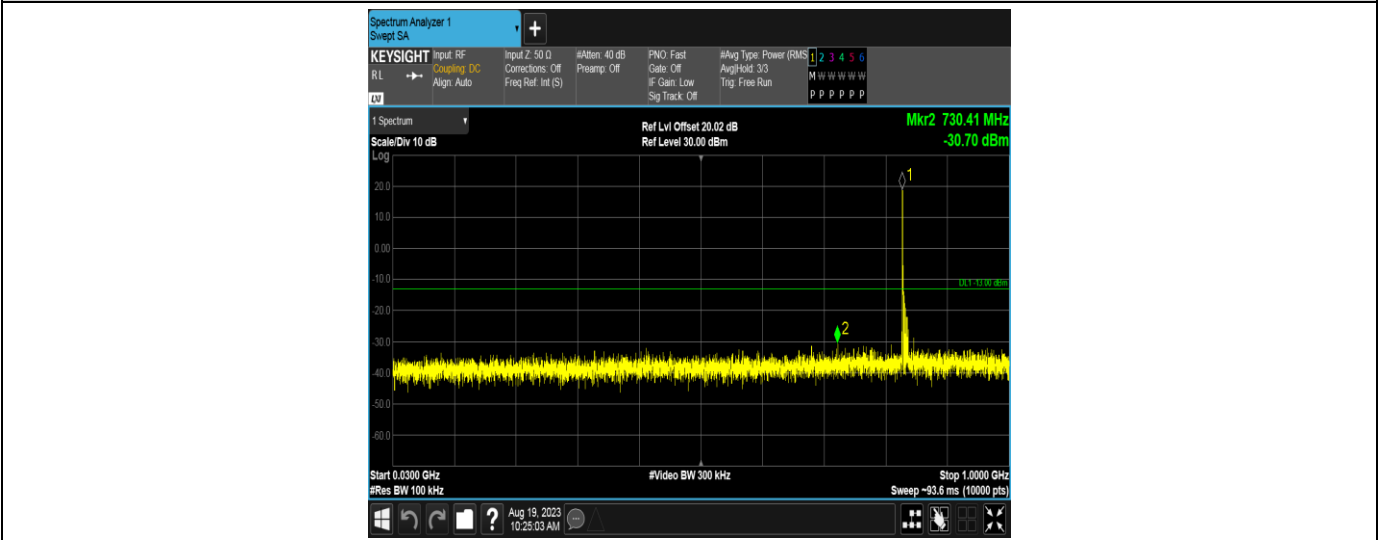 Spectrum Analyzer 1
Swept SA
+
KEYSIGHT
RL
LXI
Input: RF
Coupling: DC
Align: Auto
Input Z: 50 Ω
Corrections: Off
Freq Ref: Int (S)
#Atten: 40 dB
Preamp: Off
PNO: Fast
Gate: Off
IF Gain: Low
Sig Track: Off
#Avg Type: Power (RMS
Avg|Hold: 3/3
Trig: Free Run
1 2 3 4 5 6
M W W W W W
P P P P P P
1 Spectrum
Scale/Div 10 dB
Ref Lvl Offset 20.02 dB
Ref Level 30.00 dBm
Mkr2 730.41 MHz
-30.70 dBm
Log
1
20.0
10.0
0.00
-10.0
DL1 -13.00 dBm
-20.0
2
-30.0
-40.0
-50.0
-60.0
Start 0.0300 GHz
#Video BW 300 kHz
Stop 1.0000 GHz
#Res BW 100 kHz
Sweep ~93.6 ms (10000 pts)
?
Aug 19, 2023
10:25:03 AM